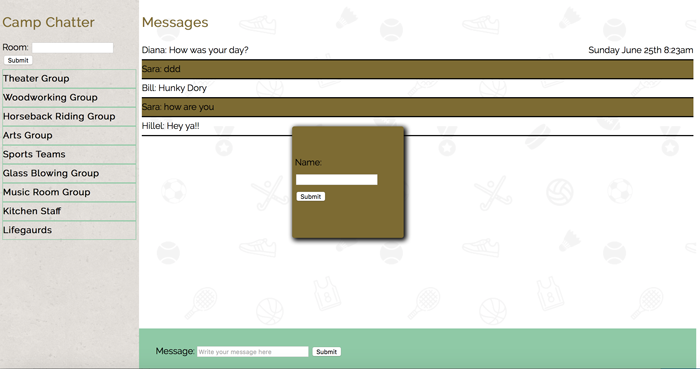 Camp Chatter
Room:
Submit
Theater Group
Woodworking Group
Horseback Riding Group
Arts Group
Sports Teams
Glass Blowing Group
Music Room Group
Kitchen Staff
Lifegaurds
Messages
Diana: How was your day? Sunday June 25th 8:23am
Sara: ddd
Bill: Hunky Dory
Sara: how are you
Hillel: Hey ya!!
Name:
Submit
Message: Write your message here Submit